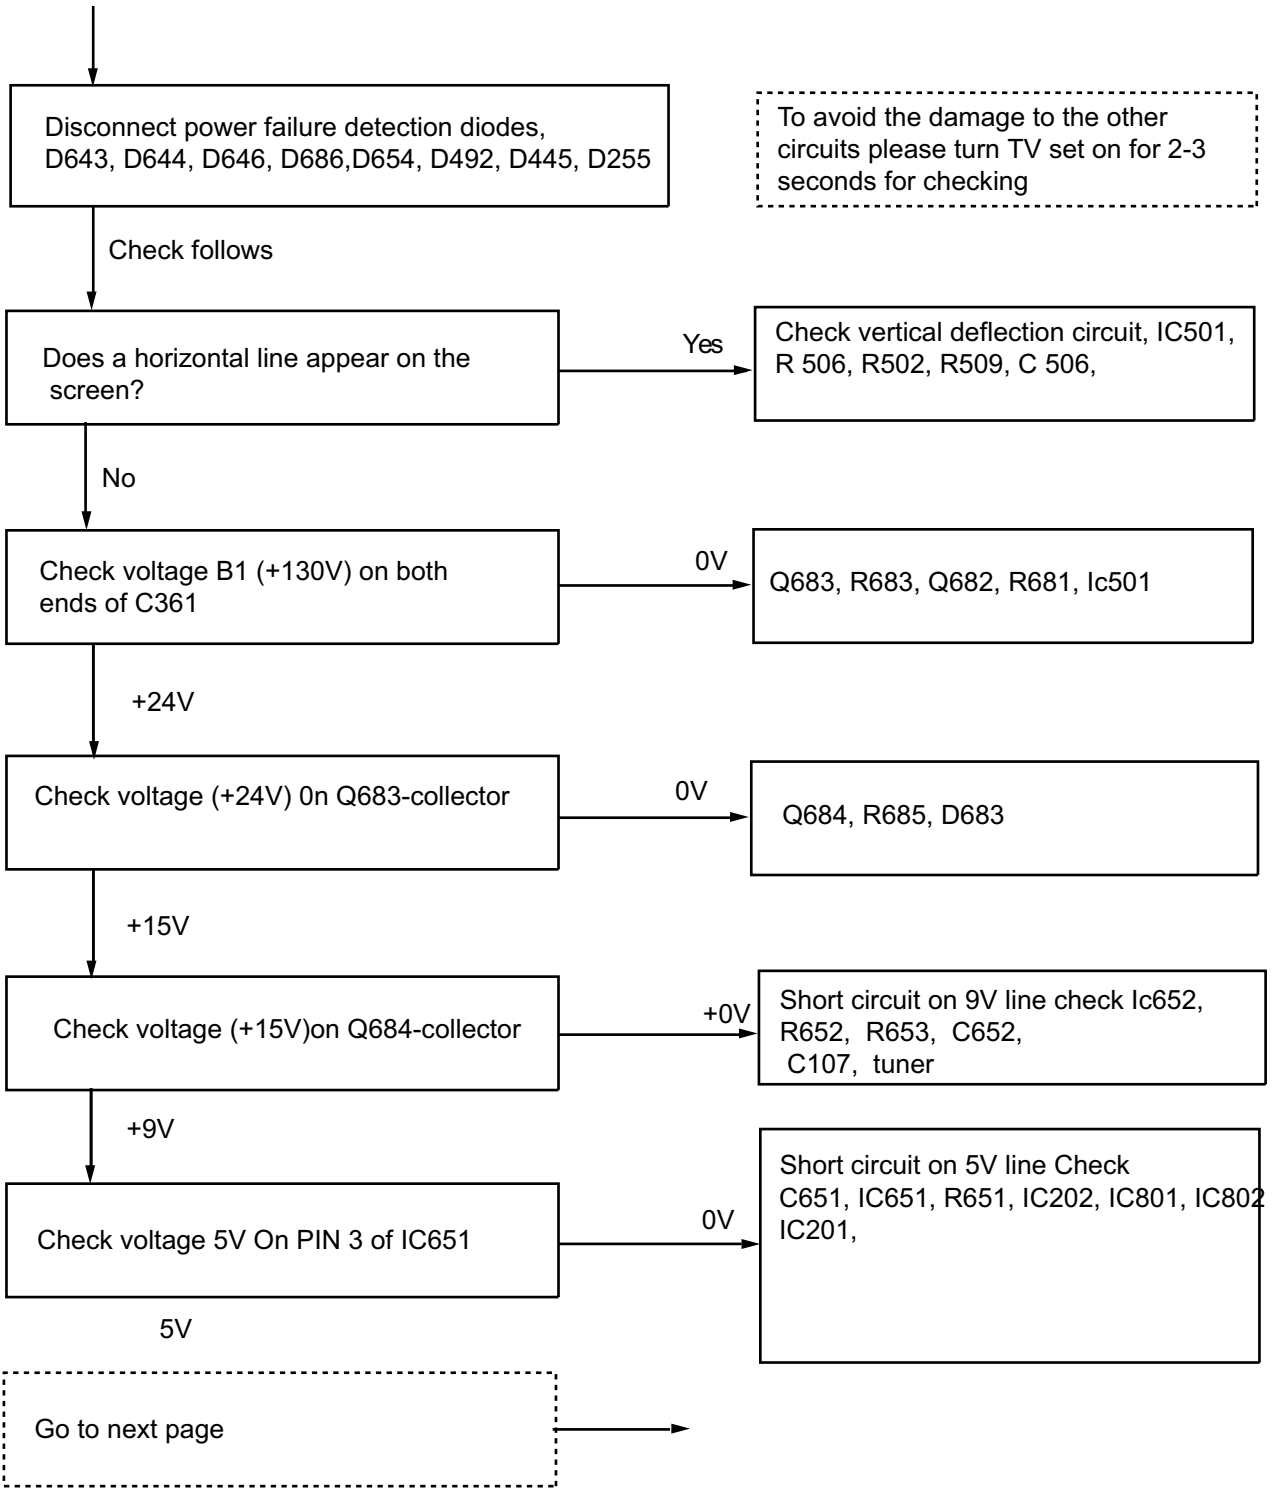 Disconnect power failure detection diodes,
D643, D644, D646, D686,D654, D492, D445, D255
To avoid the damage to the other
circuits please turn TV set on for 2-3
seconds for checking
Check follows
Does a horizontal line appear on the
screen?
Yes
Check vertical deflection circuit, IC501,
R 506, R502, R509, C 506,
No
Check voltage B1 (+130V) on both
ends of C361
0V
Q683, R683, Q682, R681, Ic501
+24V
Check voltage (+24V) 0n Q683-collector
0V
Q684, R685, D683
+15V
Check voltage (+15V)on Q684-collector
+0V
Short circuit on 9V line check Ic652,
R652, R653, C652,
C107, tuner
+9V
Check voltage 5V On PIN 3 of IC651
0V
Short circuit on 5V line Check
C651, IC651, R651, IC202, IC801, IC802
IC201,
5V
Go to next page